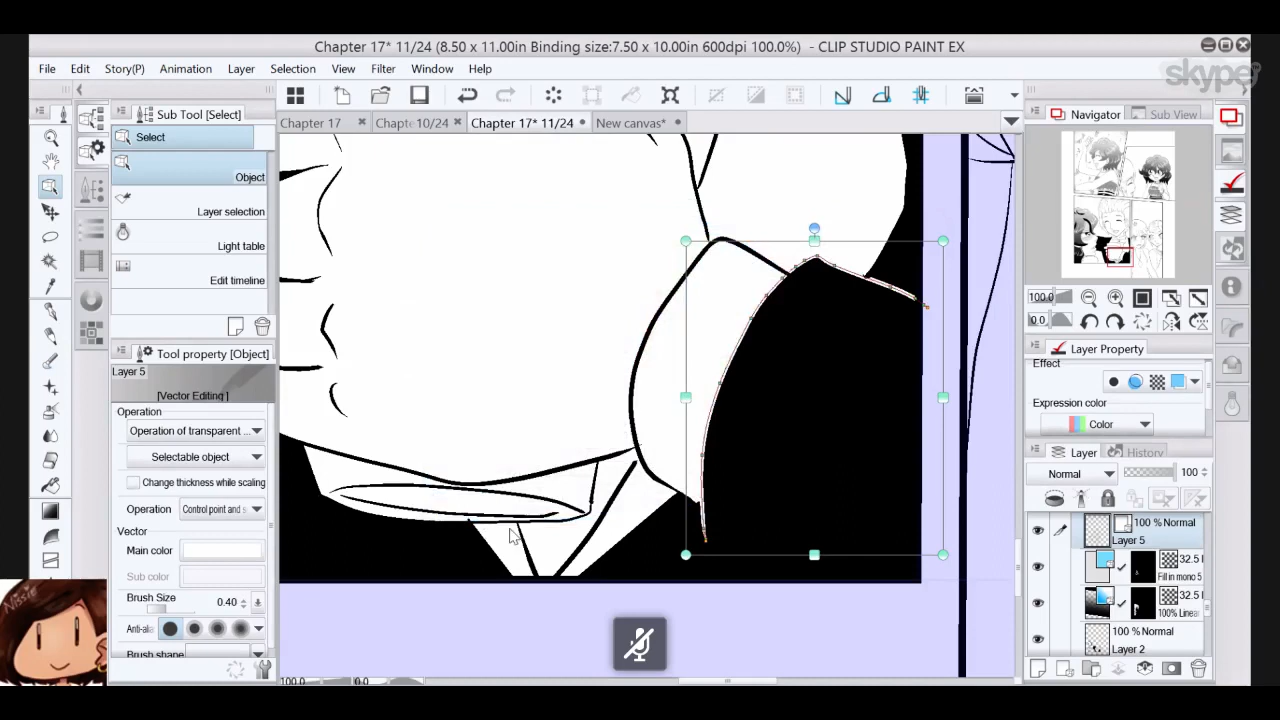 Chapter 17* 11/24 (8.50 x 11.00in Binding size:7.50 x 10.00in 600dpi 100.0%) - CLIP STUDIO PAINT EX
File Edit Story(P) Animation Layer Selection View Filter Window Help
skype
Sub Tool [Select]
Select
Object
Layer selection
Light table
Edit timeline
Tool property [Object]
Layer 5
[Vector Editing]
Operation
Operation of transparent ...
Selectable object
Change thickness while scaling
Operation Control point and s
Vector
Main color
Sub color
Brush Size 0.40
Anti-ali
Brush shape
Chapter 17 Chapte 10/24 Chapter 17* 11/24 New canvas*
100.0 0.0
Navigator Sub View
100.0
0.0
Layer Property
Effect
Expression color
Color
Layer History
Normal 100
100 % Normal
Layer 5
32.5
Fill in mono 5
32.5
100% Linea
100 % Normal
Layer 2
Nissie